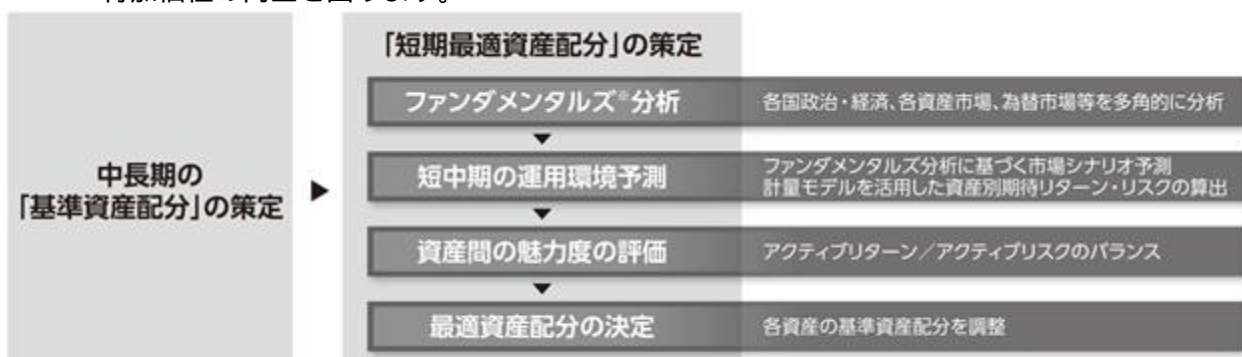 中長期の
「基準資産配分」の策定
▶
「短期最適資産配分」の策定
ファンダメンタルズ※分析
各国政治・経済、各資産市場、為替市場等を多角的に分析
▼
短中期の運用環境予測
ファンダメンタルズ分析に基づく市場シナリオ予測
計量モデルを活用した資産別期待リターン・リスクの算出
▼
資産間の魅力度の評価
アクティブリターン／アクティブリスクのバランス
▼
最適資産配分の決定
各資産の基準資産配分を調整